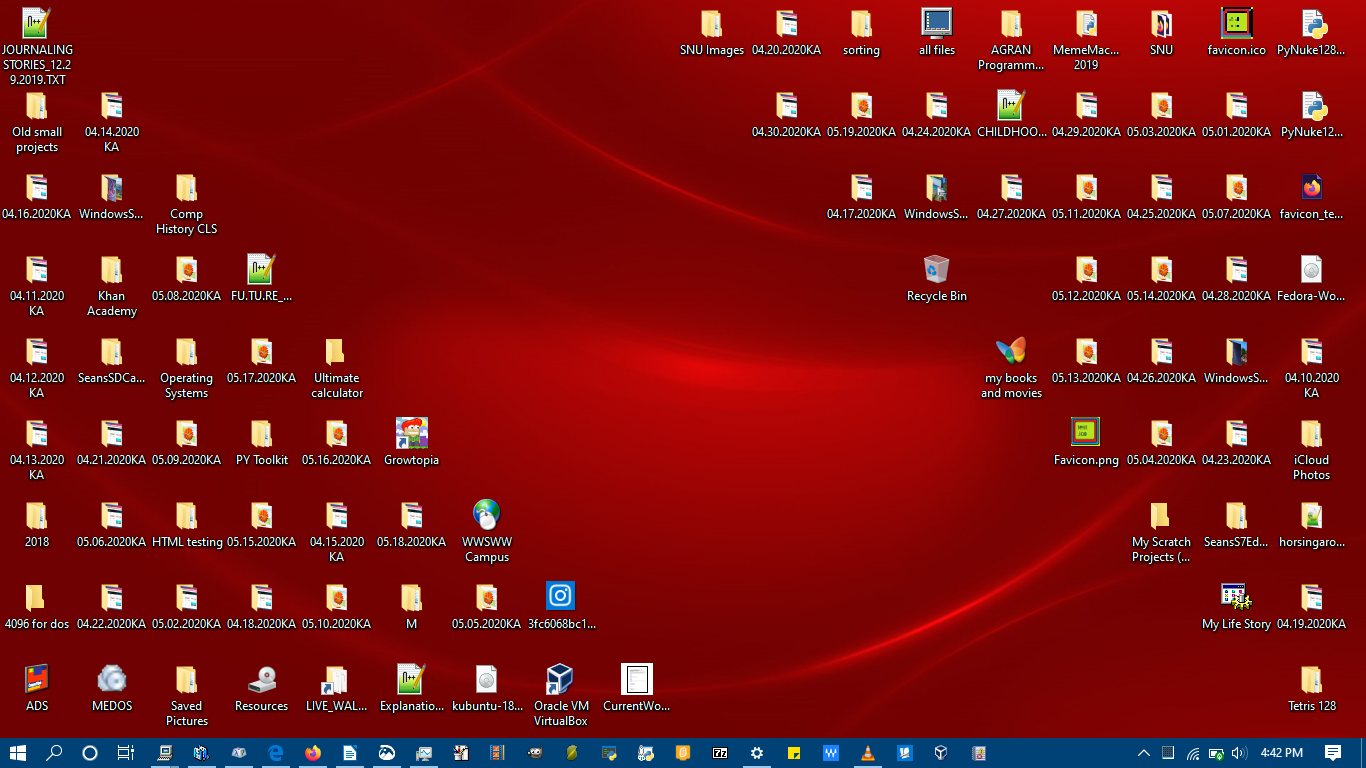 SNU Images 04.20.2020KA sorting all files AGRAN MemeMac... SNU favicon.ico PyNuke128...
Programm... 2019
JOURNALING
STORIES_12.2
9.2019.TXT
Old small 04.14.2020 04.30.2020KA 05.19.2020KA 04.24.2020KA CHILDHOO... 04.29.2020KA 05.03.2020KA 05.01.2020KA PyNuke12...
projects KA
04.16.2020KA WindowsS... Comp 04.17.2020KA WindowsS... 04.27.2020KA 05.11.2020KA 04.25.2020KA 05.07.2020KA favicon_te...
History CLS
04.11.2020 Khan 05.08.2020KA FU.TU.RE_... Recycle Bin 05.12.2020KA 05.14.2020KA 04.28.2020KA Fedora-Wo...
KA Academy
04.12.2020 SeansSDCa... Operating 05.17.2020KA Ultimate my books 05.13.2020KA 04.26.2020KA WindowsS... 04.10.2020
KA Systems calculator and movies KA
04.13.2020 04.21.2020KA 05.09.2020KA PY Toolkit 05.16.2020KA Growtopia Favicon.png 05.04.2020KA 04.23.2020KA iCloud
KA Photos
2018 05.06.2020KA HTML testing 05.15.2020KA 04.15.2020 05.18.2020KA WWSWW My Scratch SeansS7Ed... horsingaro...
KA Campus Projects (...
4096 for dos 04.22.2020KA 05.02.2020KA 04.18.2020KA 05.10.2020KA M 05.05.2020KA 3fc6068bc1... My Life Story 04.19.2020KA
ADS MEDOS Saved Resources LIVE_WAL... Explanatio... kubuntu-18... Oracle VM CurrentWo... Tetris 128
Pictures VirtualBox
4:42 PM